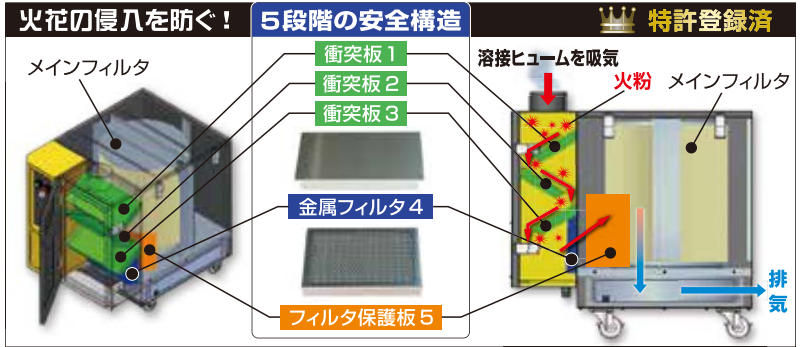 火花の侵入を防ぐ！
5段階の安全構造
特許登録済
メインフィルタ
衝突板1
衝突板2
衝突板3
金属フィルタ4
フィルタ保護板5
溶接ヒュームを吸気
火粉
メインフィルタ
排気